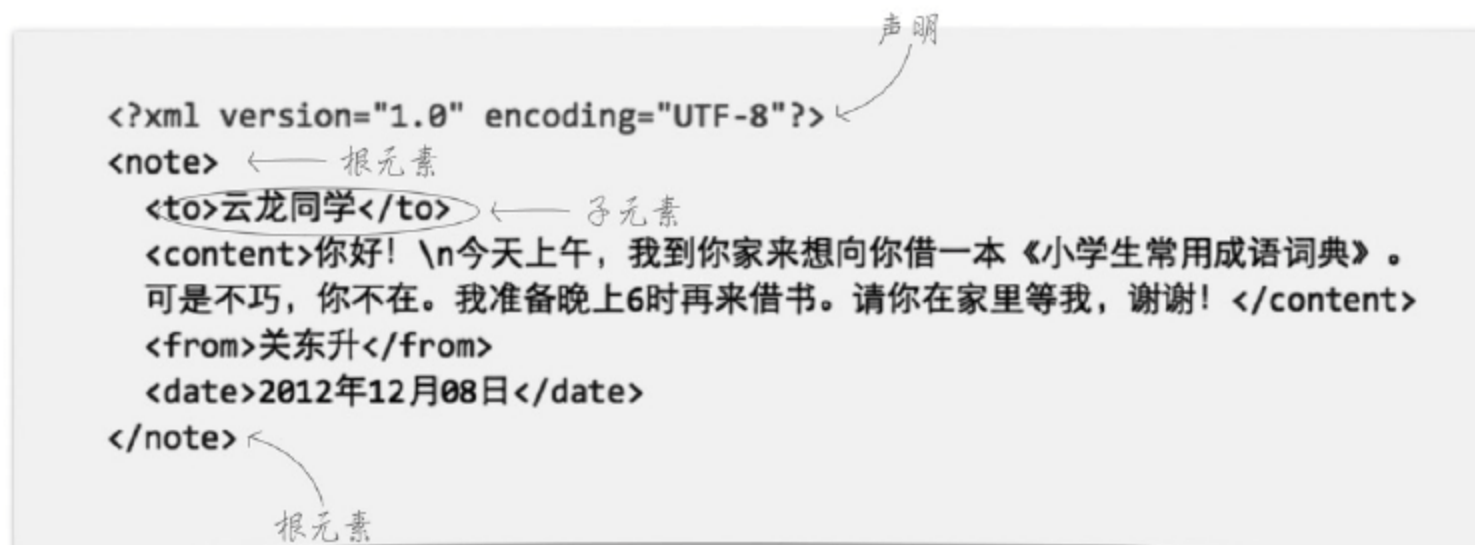 声明
<?xml version="1.0" encoding="UTF-8"?>
<note> 根元素
<to>云龙同学</to> 子元素
<content>你好！\n今天上午，我到你家来想向你借一本《小学生常用成语词典》。
可是不巧，你不在。我准备晚上6时再来借书。请你在家里等我，谢谢！</content>
<from>关东升</from>
<date>2012年12月08日</date>
</note>
根元素